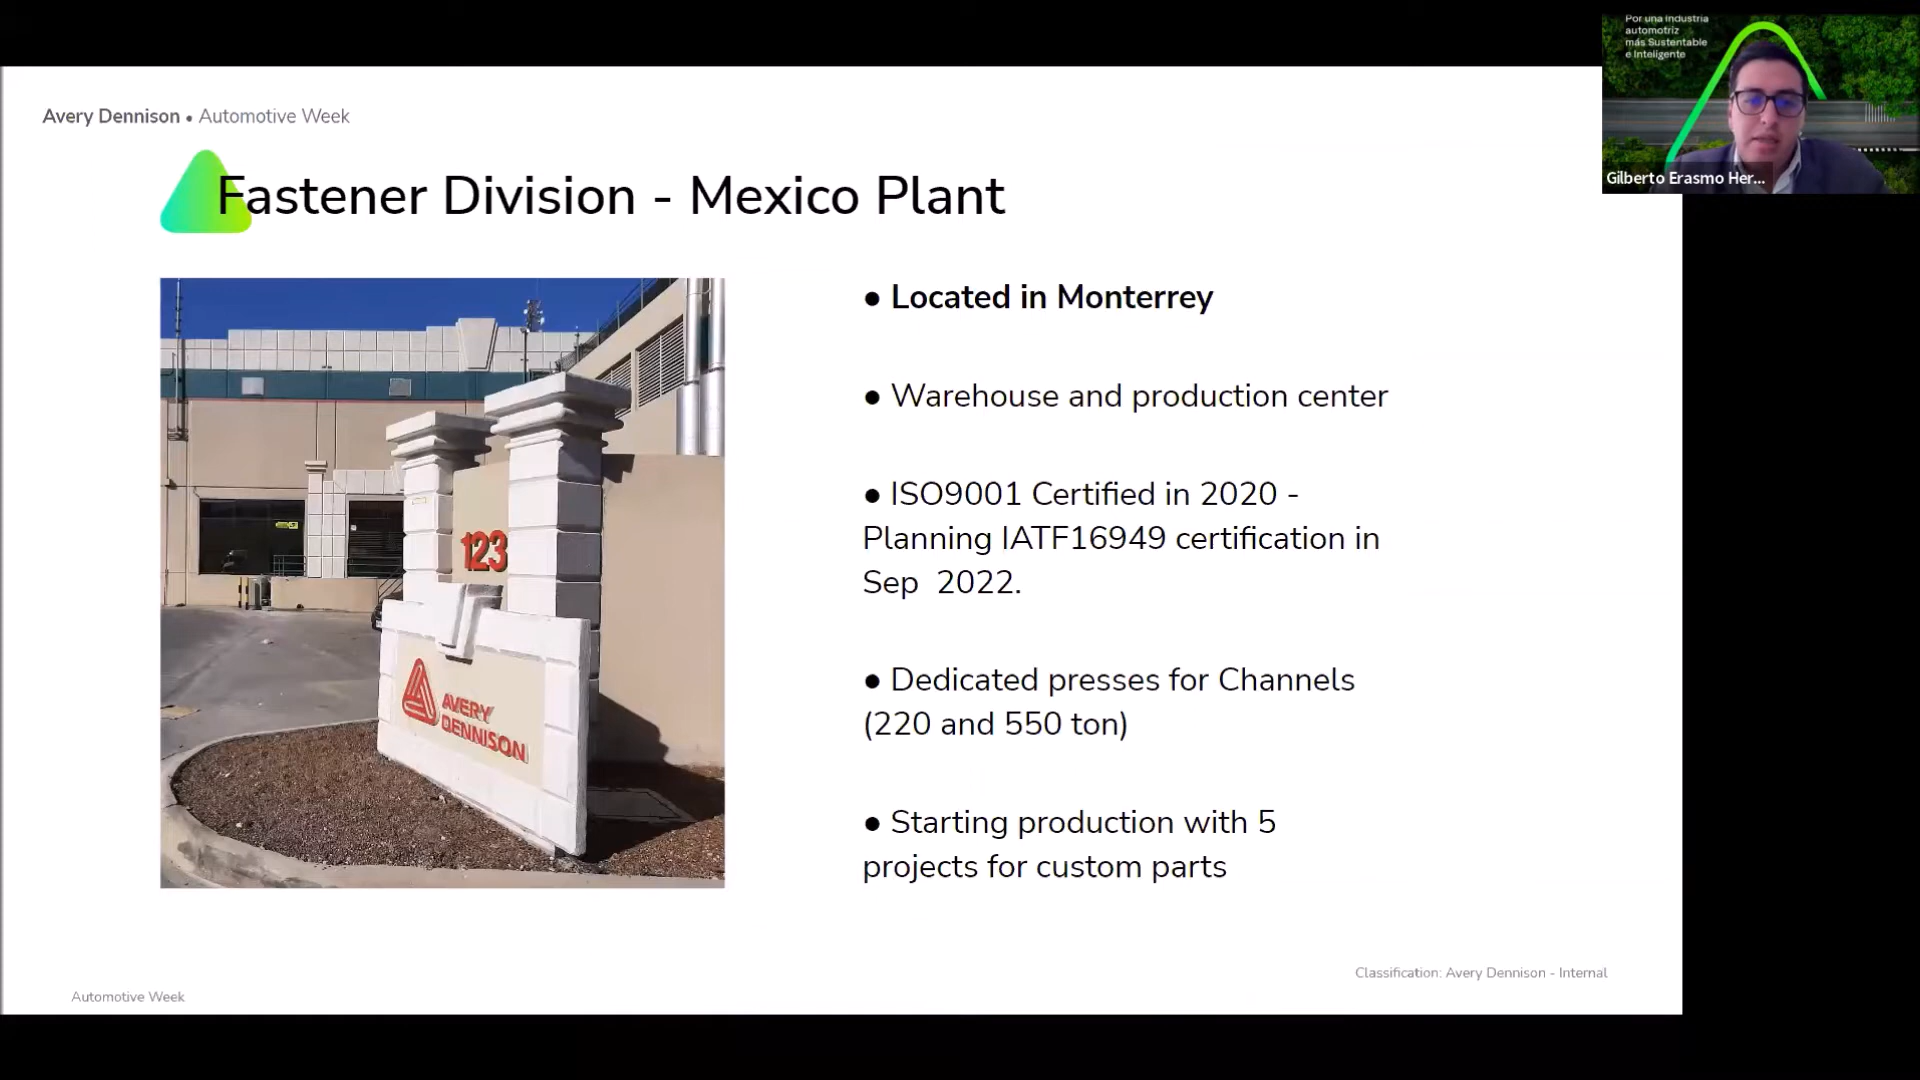 Por una industria
automotriz
más Sustentable
e Inteligente
Gilberto Erasmo Her...
Avery Dennison • Automotive Week
Fastener Division - Mexico Plant
123
AVERY
DENNISON
● Located in Monterrey
● Warehouse and production center
● ISO9001 Certified in 2020 -
Planning IATF16949 certification in
Sep 2022.
● Dedicated presses for Channels
(220 and 550 ton)
● Starting production with 5
projects for custom parts
Classification: Avery Dennison - Internal
Automotive Week